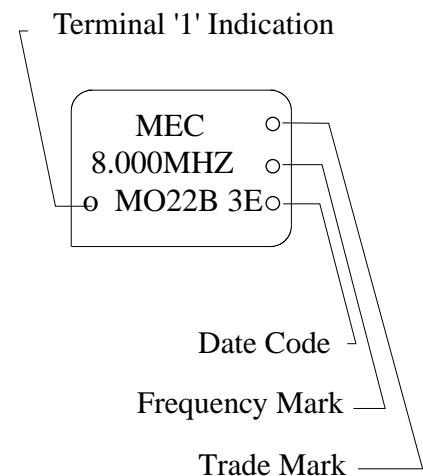 Terminal '1' Indication
MEC
8.000MHZ
o MO22B 3E
Date Code
Frequency Mark
Trade Mark